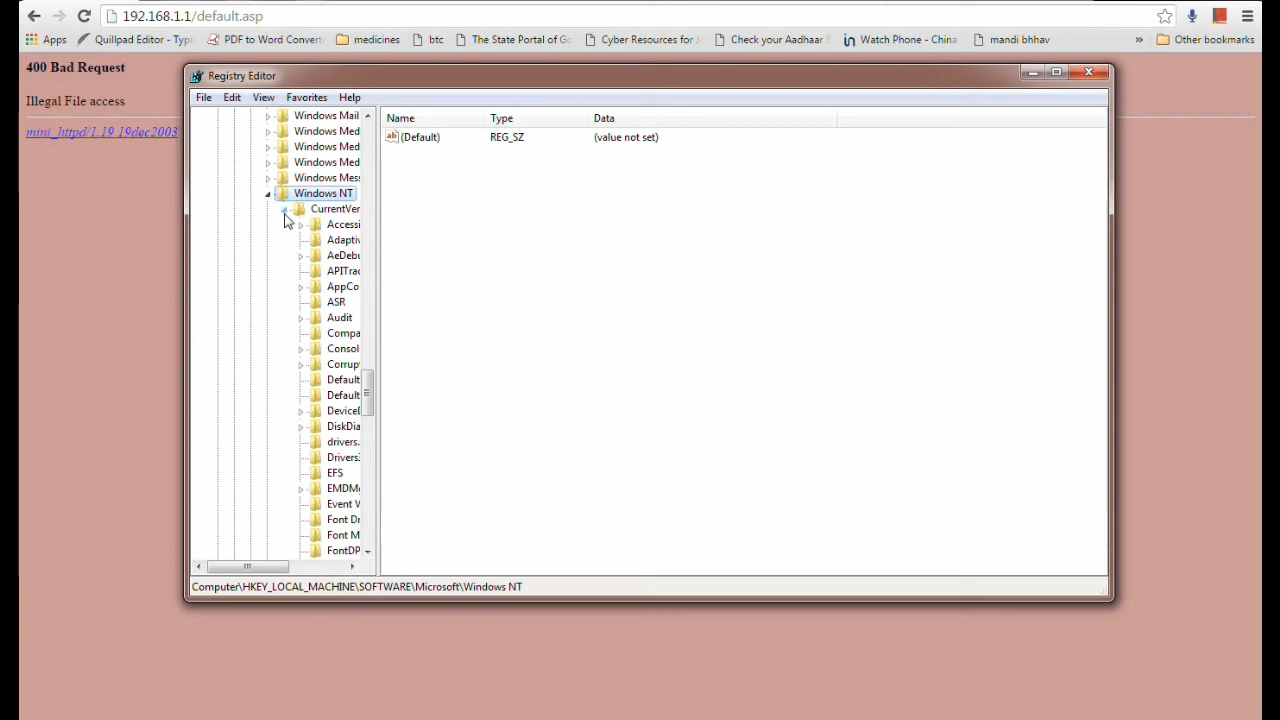 192.168.1.1/default.asp
Apps Quillpad Editor - Typi PDF to Word Convert medicines btc The State Portal of G Cyber Resources for J Check your Aadhaar S Watch Phone - China mandi bhhav » Other bookmarks
400 Bad Request
Illegal File access
mini_httpd/1.19 19dec2003
Registry Editor
File Edit View Favorites Help
Name Type Data
(Default) REG_SZ (value not set)
Windows Mail
Windows Med
Windows Med
Windows Med
Windows Mes
Windows NT
CurrentVer
Accessi
Adaptiv
AeDebu
APITrac
AppCo
ASR
Audit
Compa
Consol
Corrup
Default
Default
DeviceD
DiskDia
drivers.
Drivers
EFS
EMDMg
Event V
Font Dr
Font M
FontDP
Computer\HKEY_LOCAL_MACHINE\SOFTWARE\Microsoft\Windows NT